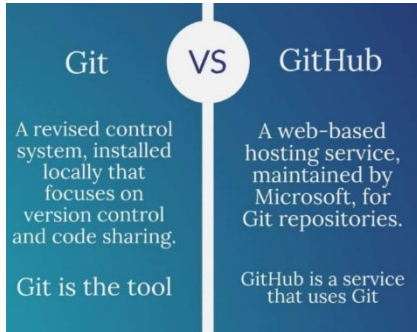 Git
VS
GitHub
A revised control
system, installed
locally that
focuses on
version control
and code sharing.
Git is the tool
A web-based
hosting service,
maintained by
Microsoft, for
Git repositories.
GitHub is a service
that uses Git